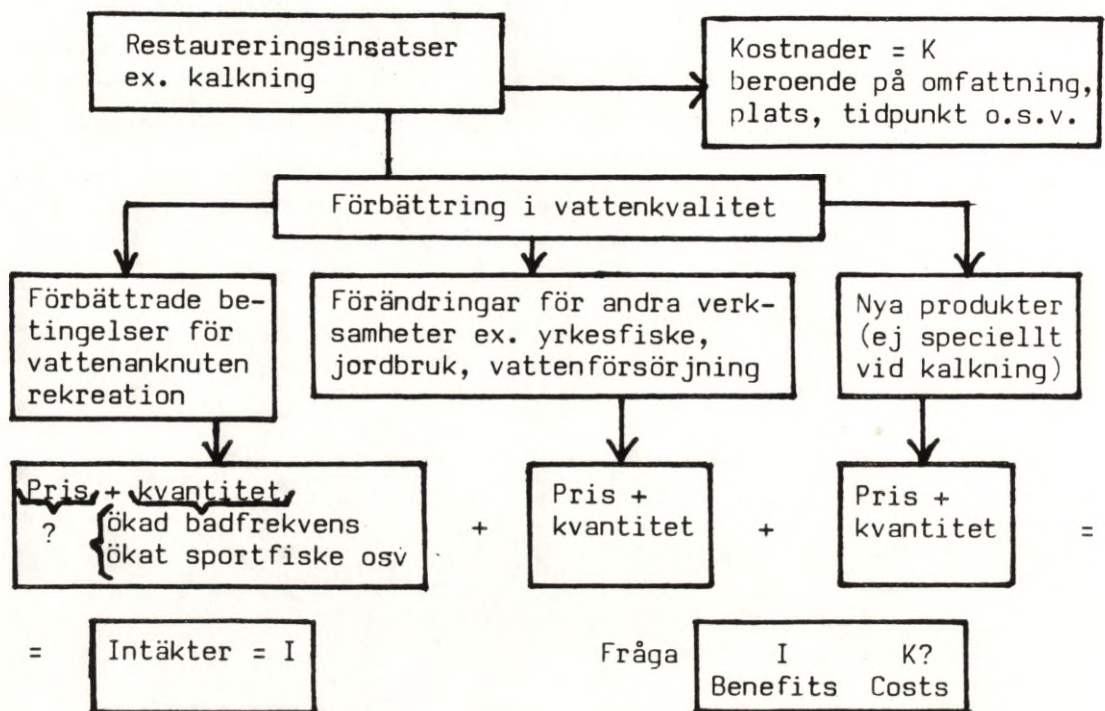 Restaureringsinsatser
ex. kalkning
Kostnader = K
beroende på omfattning,
plats, tidpunkt o.s.v.
Förbättring i vattenkvalitet
Förbättrade be-
tingelser för
vattenanknuten
rekreation
Förändringar för andra verk-
samheter ex. yrkesfiske,
jordbruk, vattenförsörjning
Nya produkter
(ej speciellt
vid kalkning)
Pris + kvantitet
? ökad badfrekvens
ökat sportfiske osv
+
Pris +
kvantitet
+
Pris +
kvantitet
=
= Intäkter = I
Fråga I K?
Benefits Costs